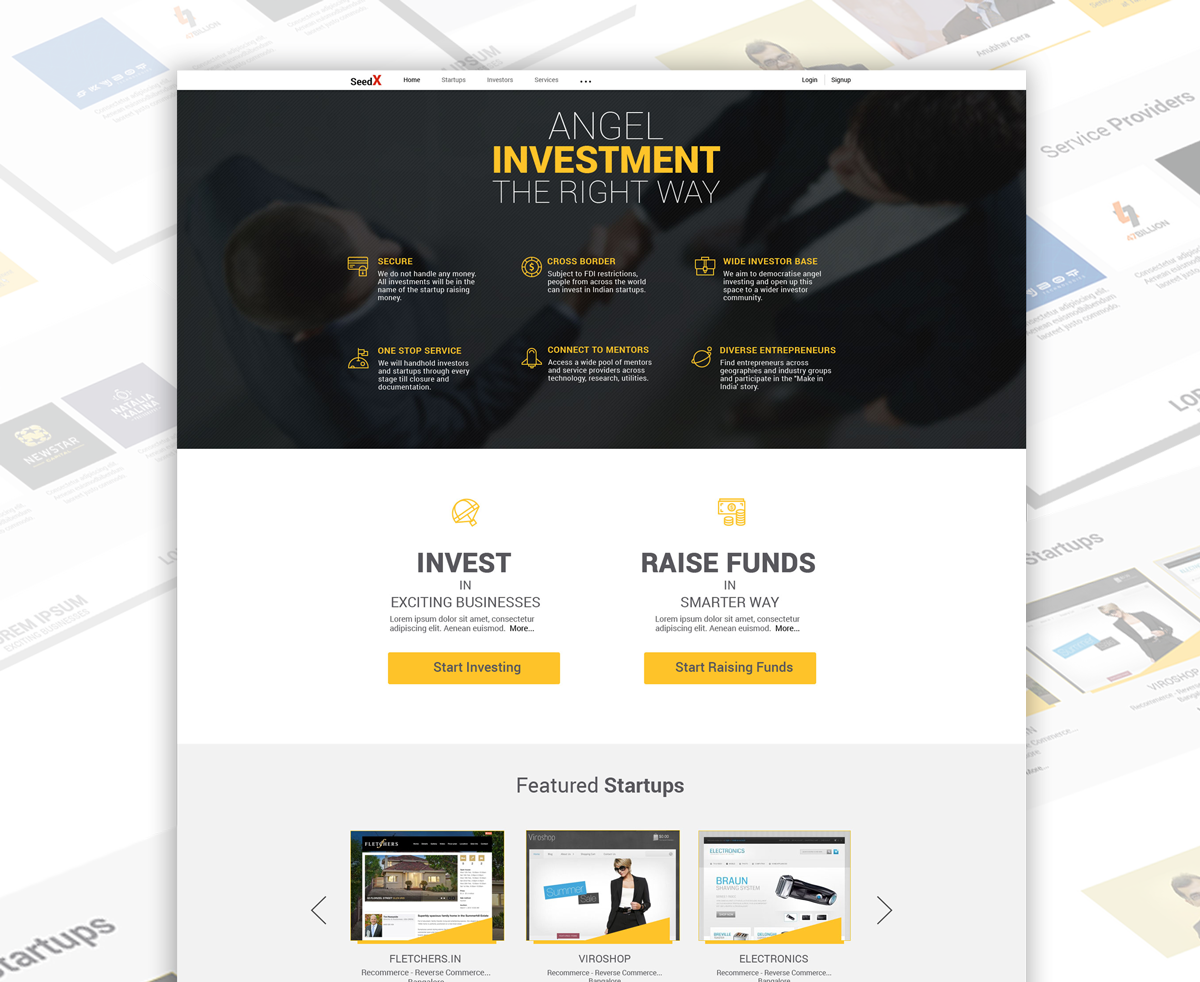 SeedX
Home
Startups
Investors
Services
Login
Signup
ANGEL
INVESTMENT
THE RIGHT WAY
SECURE
We do not handle any money.
All investments will be in the
name of the startup raising
money.
CROSS BORDER
Subject to FDI restrictions,
people from across the world
can invest in Indian startups.
WIDE INVESTOR BASE
We aim to democratise angel
investing and open up this
space to a wider investor
community.
ONE STOP SERVICE
We will handhold investors
and startups through every
stage till closure and
documentation.
CONNECT TO MENTORS
Access a wide pool of mentors
and service providers across
technology, research, utilities.
DIVERSE ENTREPRENEURS
Find entrepreneurs across
geographies and industry groups
and participate in the "Make in
India' story.
INVEST
IN
EXCITING BUSINESSES
Lorem ipsum dolor sit amet, consectetur
adipiscing elit. Aenean euismod. More...
Start Investing
RAISE FUNDS
IN
SMARTER WAY
Lorem ipsum dolor sit amet, consectetur
adipiscing elit. Aenean euismod. More...
Start Raising Funds
Featured Startups
FLETCHERS
Viroshop
$0.00
Summer
Sale
ELECTRONICS
BRAUN
SHAVING SYSTEM
FLETCHERS.IN
Recommerce - Reverse Commerce...
Bangalore
VIROSHOP
Recommerce - Reverse Commerce...
Bangalore
ELECTRONICS
Recommerce - Reverse Commerce...
Bangalore
47BILLION
Anubhav Gera
Service Providers
47BILLION
NATALIA
KALINA
NEWSTAR
LOREM IPSUM
EXCITING BUSINESSES
Startups
VIROSHOP
Startups